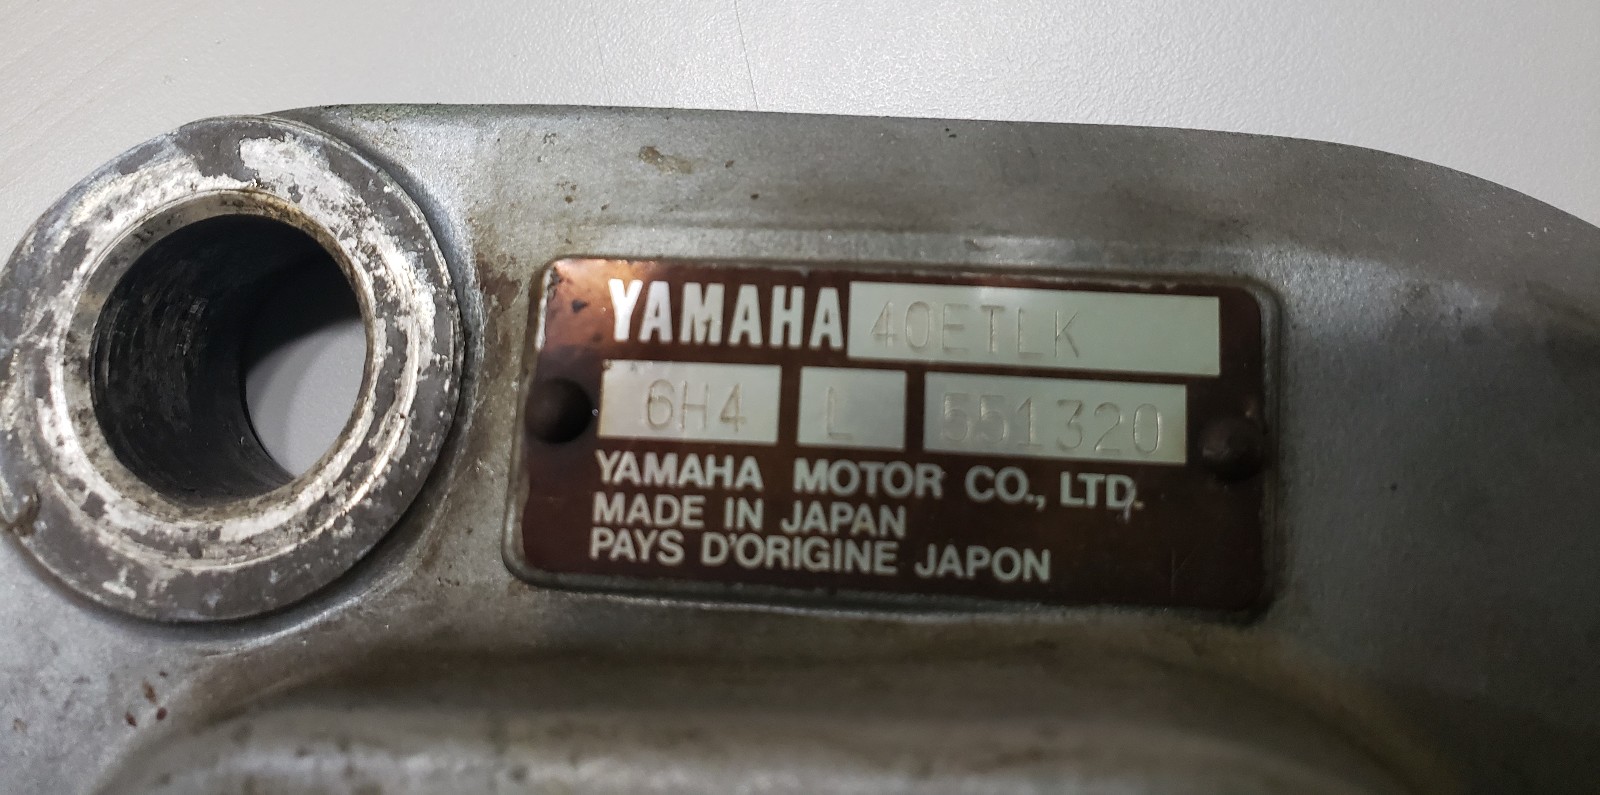 YAMAHA 40ETLK
6H4 L 551320
YAMAHA MOTOR CO., LTD.
MADE IN JAPAN
PAYS D'ORIGINE JAPON